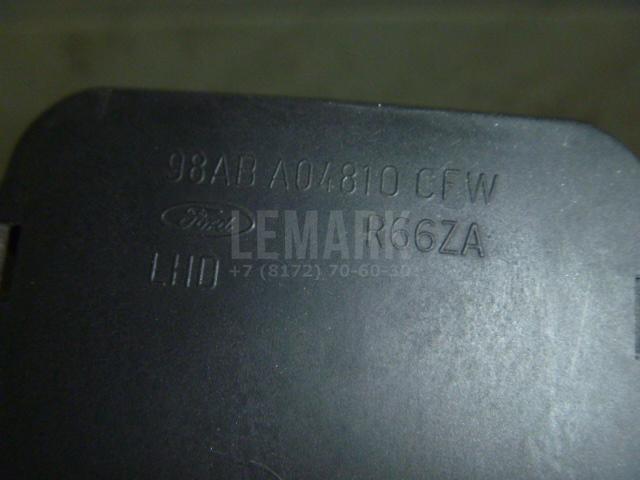 98AB A04810 CFW
Ford
R66ZA
LHD
LEMARK
+7 (8172) 70-60-30